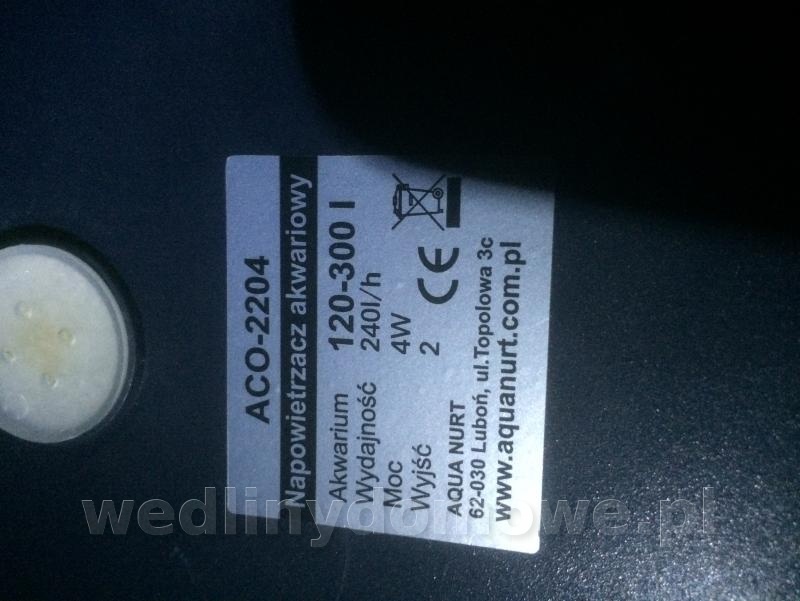 ACO-2204
Napowietrzacz akwariowy
Akwarium 120-300 l
Wydajność 240l/h
Moc 4W
Wyjść 2
CE
AQUA NURT
62-030 Luboń, ul.Topolowa 3c
www.aquanurt.com.pl
wedlinydomowe.pl